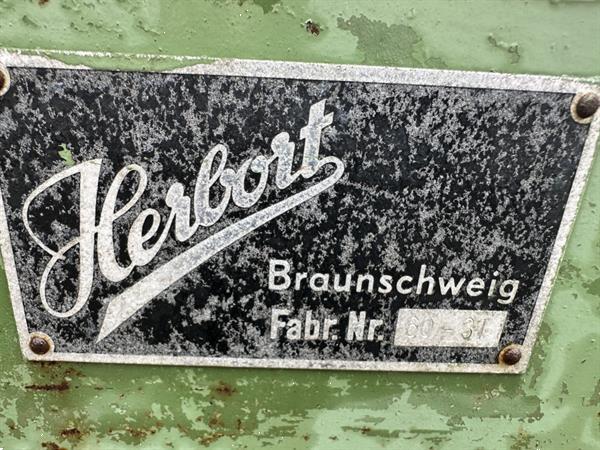 Herbort
Braunschweig
Fabr. Nr. 60-31